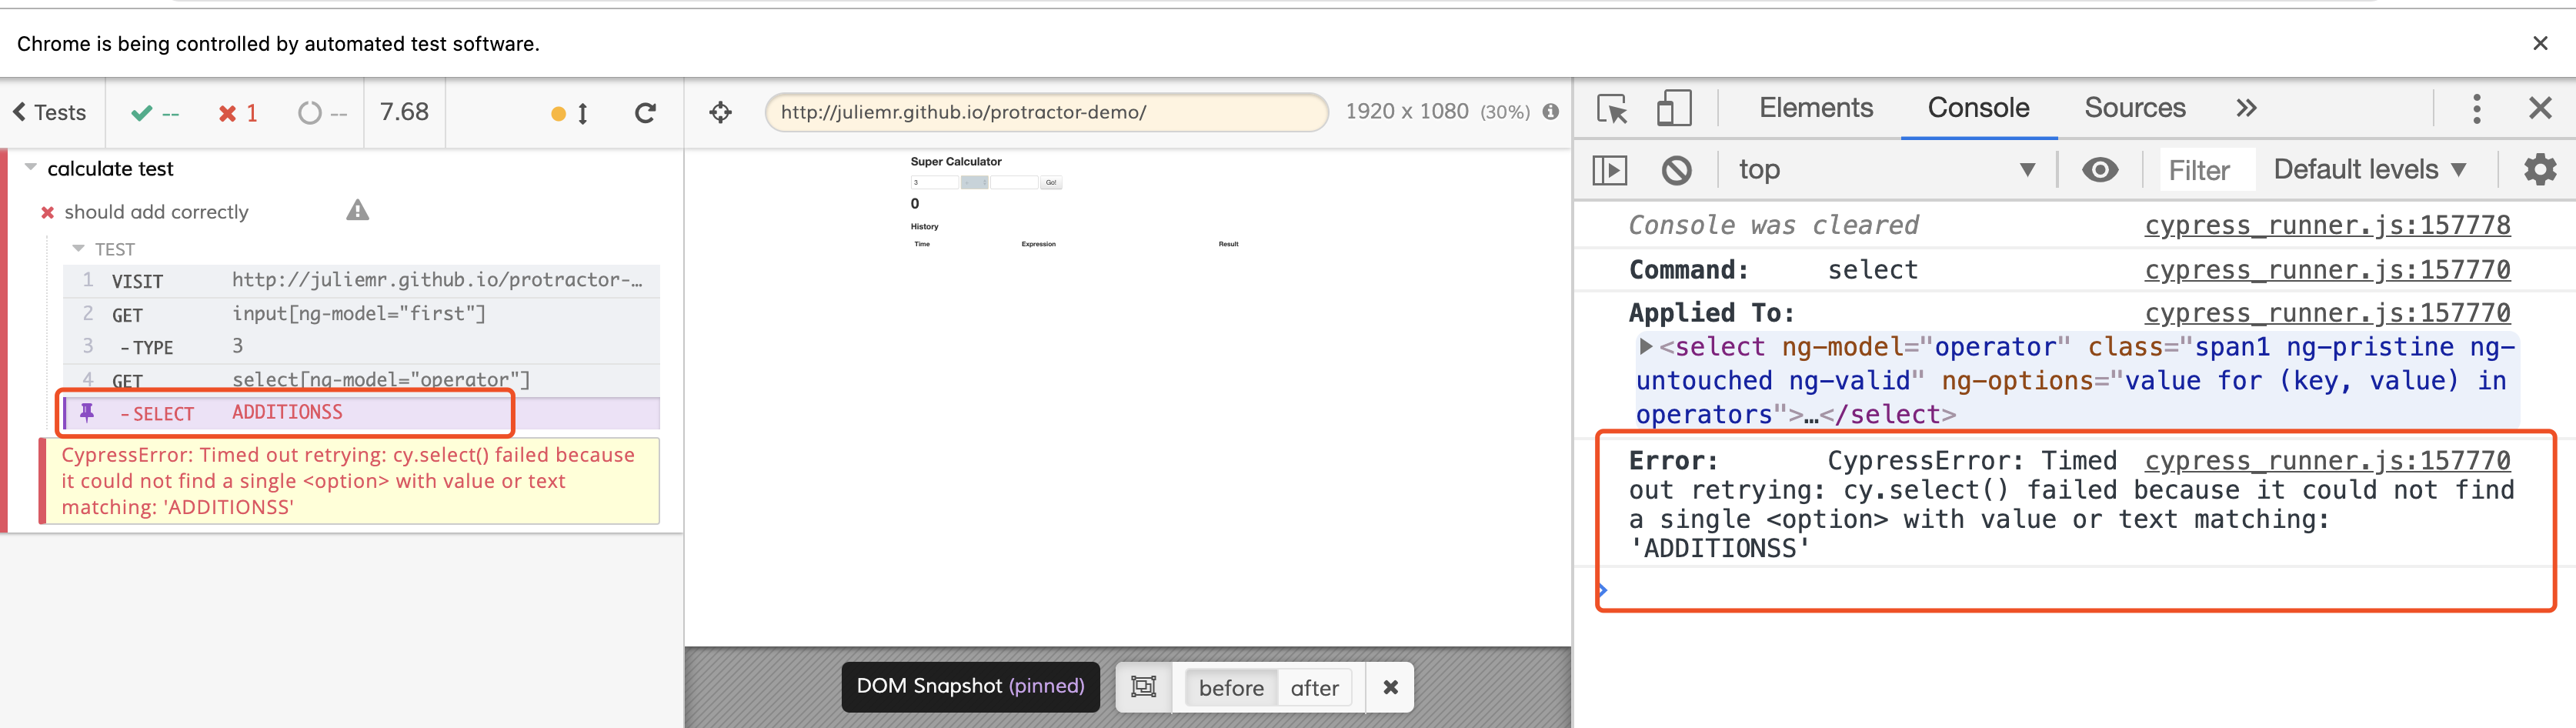 Chrome is being controlled by automated test software.
Tests
--
1
--
7.68
http://juliemr.github.io/protractor-demo/
1920 x 1080 (30%)
calculate test
should add correctly
TEST
1 VISIT http://juliemr.github.io/protractor-…
2 GET input[ng-model="first"]
3 -TYPE 3
4 GET select[ng-model="operator"]
-SELECT ADDITIONSS
CypressError: Timed out retrying: cy.select() failed because
it could not find a single <option> with value or text
matching: 'ADDITIONSS'
Super Calculator
3
Go!
0
History
Time Expression Result
DOM Snapshot (pinned)
before after
Elements Console Sources
top Filter Default levels
Console was cleared cypress_runner.js:157778
Command: select cypress_runner.js:157770
Applied To: cypress_runner.js:157770
<select ng-model="operator" class="span1 ng-pristine ng-
untouched ng-valid" ng-options="value for (key, value) in
operators">…</select>
Error: CypressError: Timed cypress_runner.js:157770
out retrying: cy.select() failed because it could not find
a single <option> with value or text matching:
'ADDITIONSS'